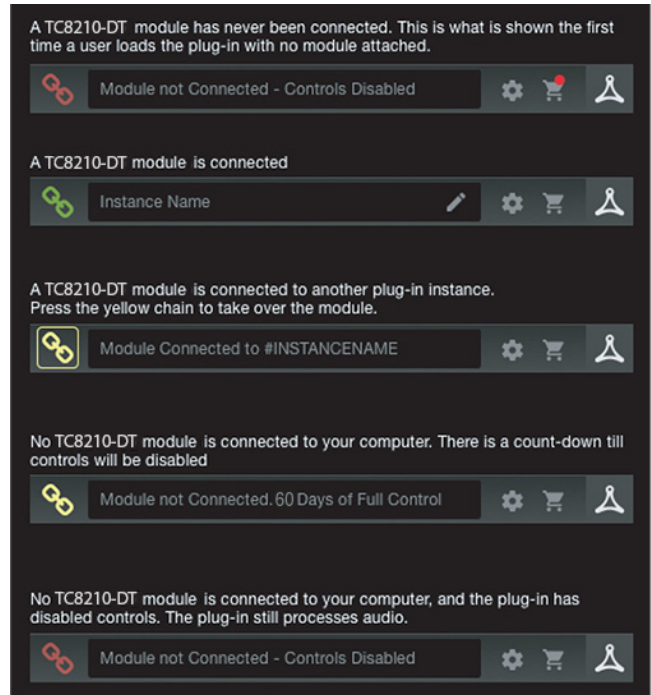 A TC8210-DT module has never been connected. This is what is shown the first
time a user loads the plug-in with no module attached.
Module not Connected - Controls Disabled
A TC8210-DT module is connected
Instance Name
A TC8210-DT module is connected to another plug-in instance.
Press the yellow chain to take over the module.
Module Connected to #INSTANCENAME
No TC8210-DT module is connected to your computer. There is a count-down till
controls will be disabled
Module not Connected. 60 Days of Full Control
No TC8210-DT module is connected to your computer, and the plug-in has
disabled controls. The plug-in still processes audio.
Module not Connected - Controls Disabled